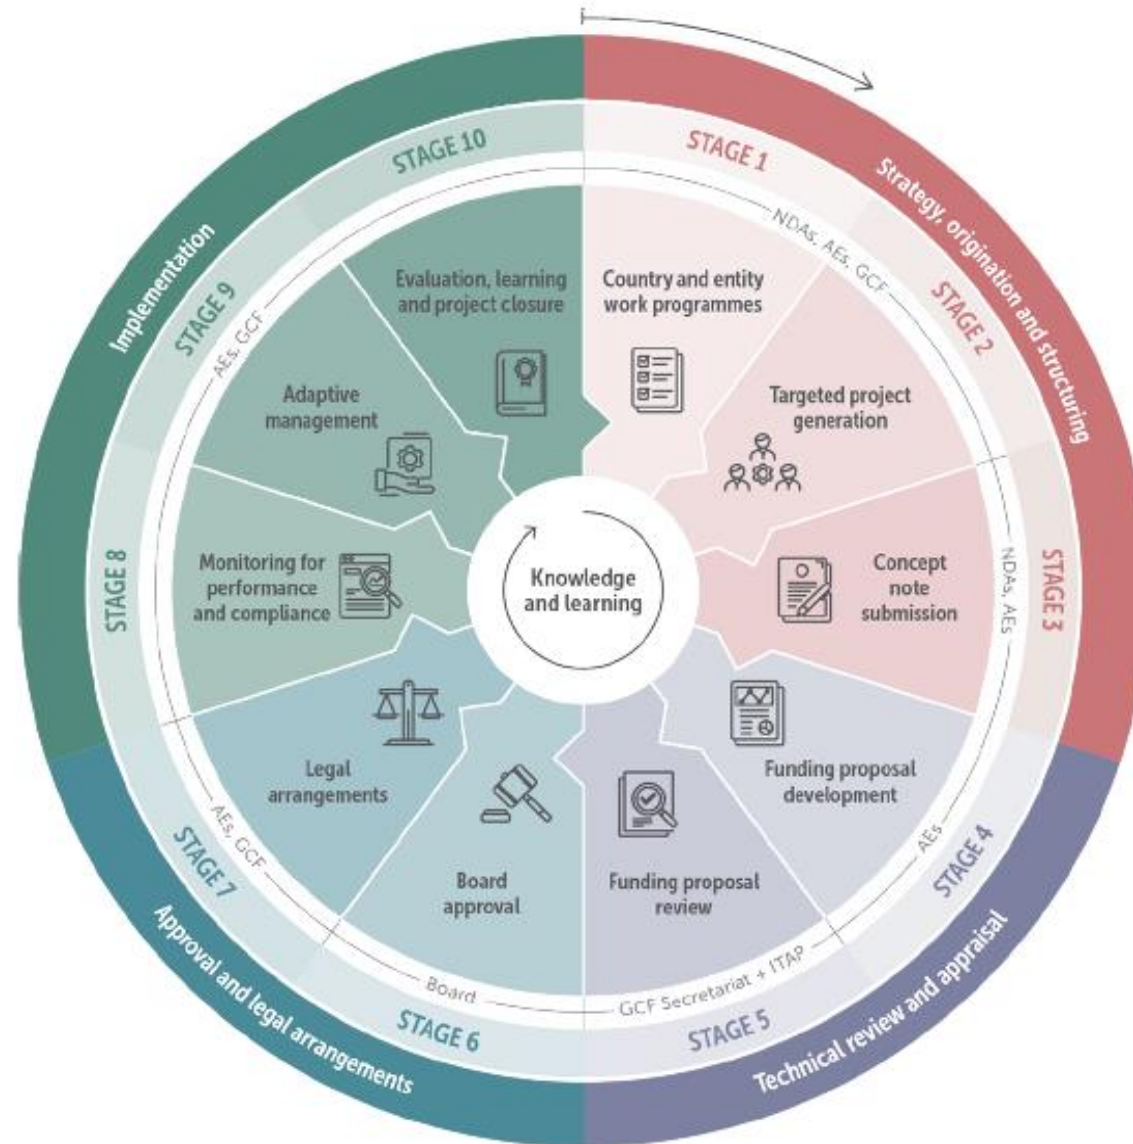 STAGE 1
Strategy, origination and structuring
NDAs, AEs, GCF
Country and entity
work programmes
STAGE 2
Targeted project
generation
STAGE 3
NDAs, AEs
Concept
note
submission
STAGE 4
Technical review and appraisal
AEs
Funding proposal
development
STAGE 5
GCF Secretariat + ITAP
Funding proposal
review
STAGE 6
Approval and legal arrangements
Board
Board
approval
STAGE 7
AEs, GCF
Legal
arrangements
STAGE 8
Implementation
Monitoring for
performance
and compliance
STAGE 9
AEs, GCF
Adaptive
management
STAGE 10
Evaluation, learning
and project closure
Knowledge
and learning